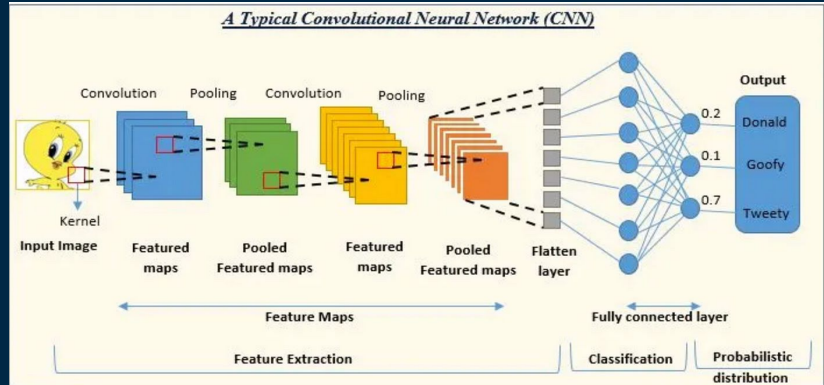 A Typical Convolutional Neural Network (CNN)
Convolution
Pooling
Convolution
Pooling
Output
0.2
Donald
0.1
Goofy
0.7
Tweety
Kernel
Input Image
Featured
maps
Pooled
Featured maps
Featured
maps
Pooled
Featured maps
Flatten
layer
Feature Maps
Fully connected layer
Feature Extraction
Classification
Probabilistic
distribution